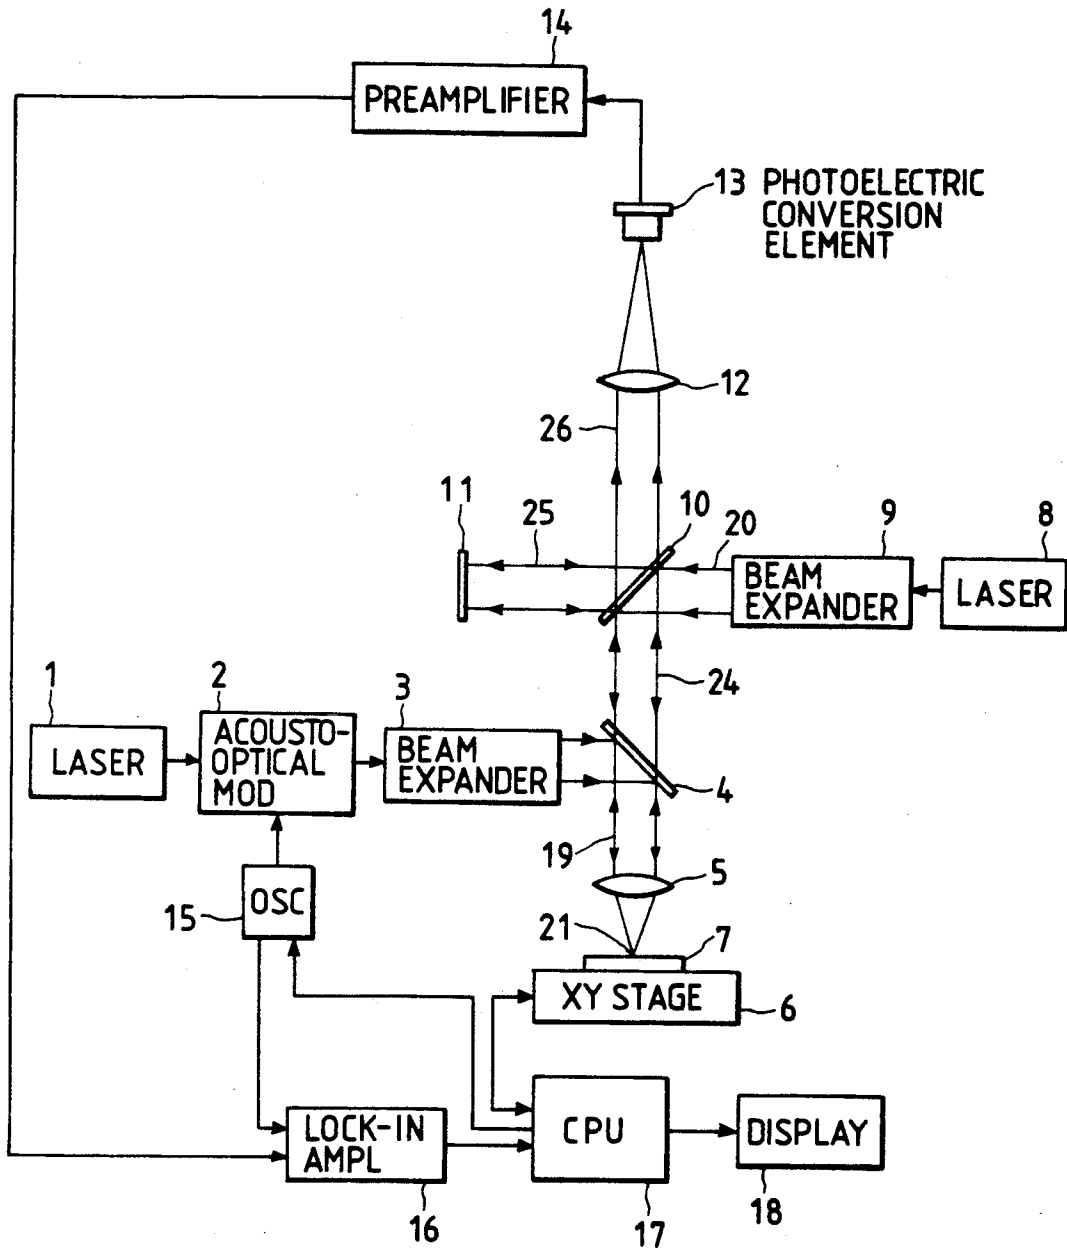 14
PREAMPLIFIER
13 PHOTOELECTRIC
CONVERSION
ELEMENT
12
26
11
25
10
20
9
8
BEAM
EXPANDER
LASER
24
1
2
3
LASER
ACOUSTO-
OPTICAL
MOD
BEAM
EXPANDER
4
19
5
15
OSC
21
7
XY STAGE
6
LOCK-IN
AMPL
CPU
DISPLAY
16
17
18